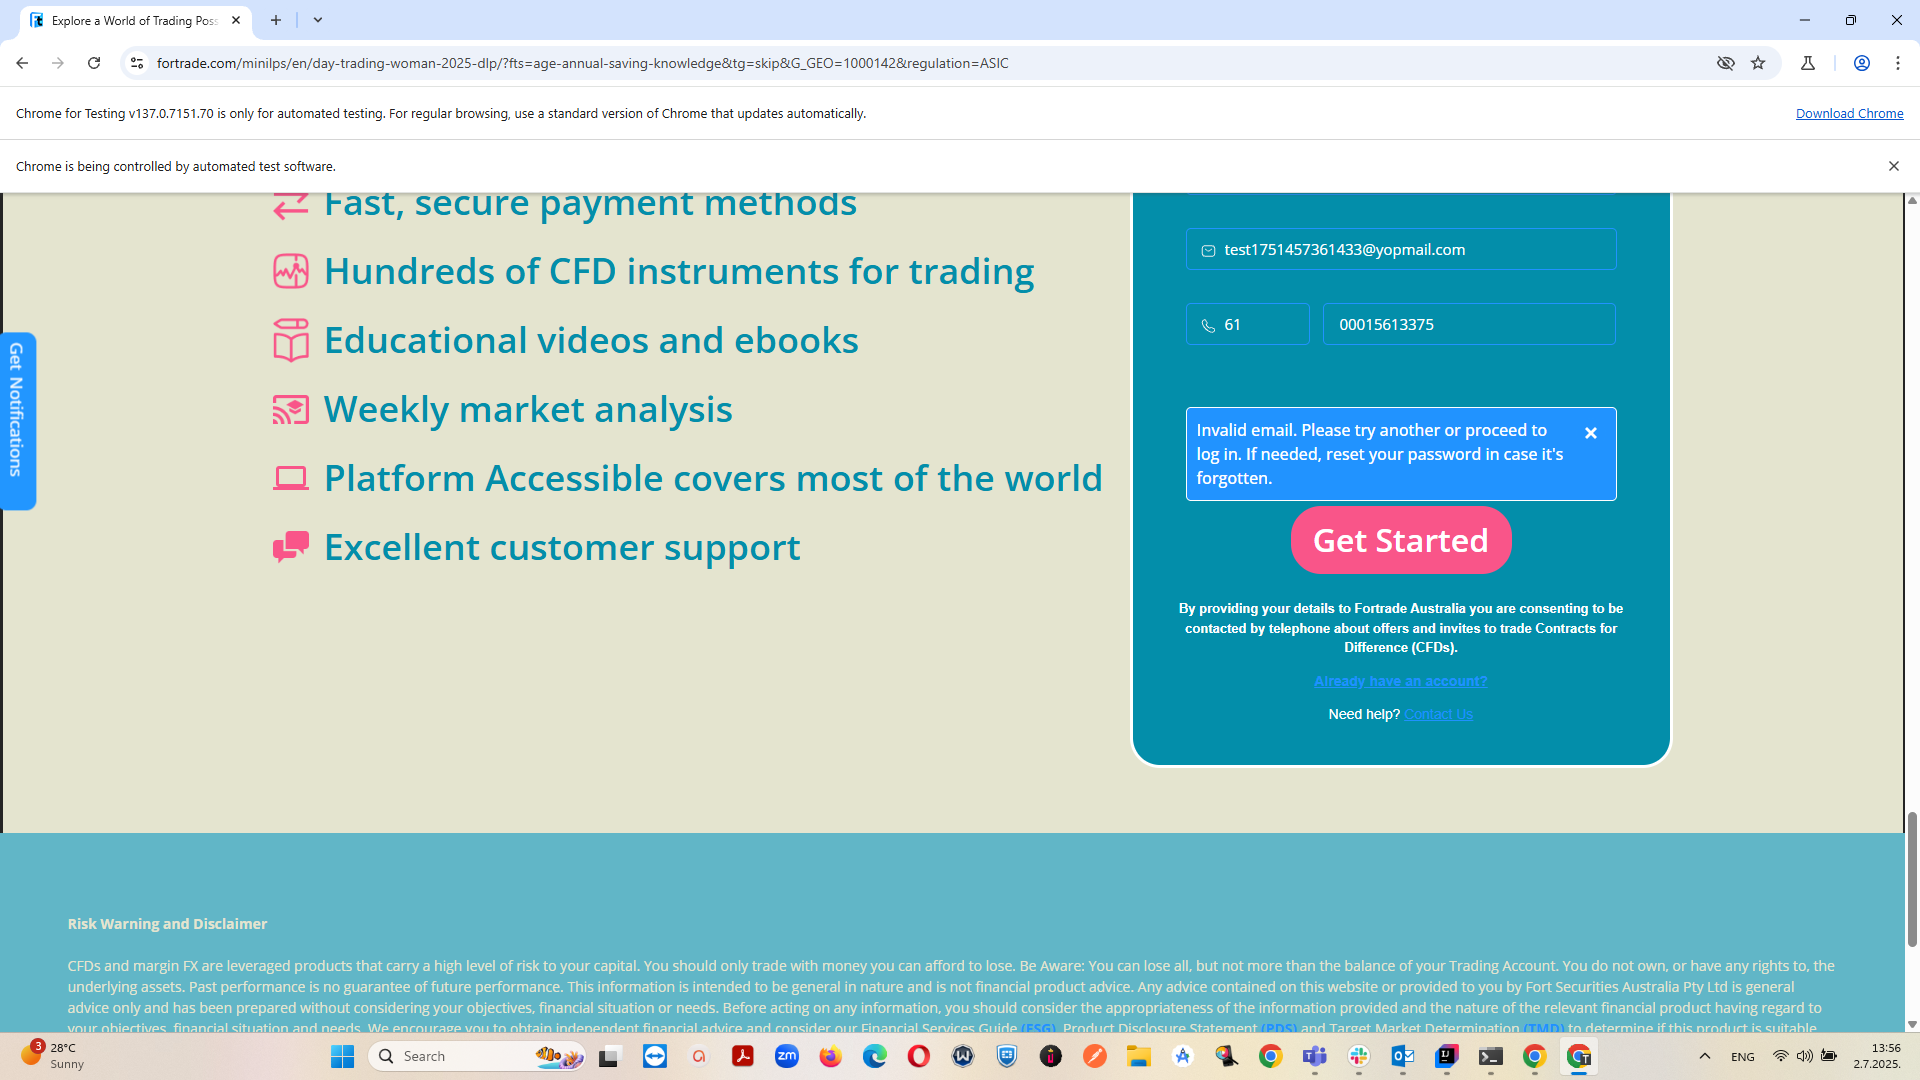 Explore a World of Trading Poss
fortrade.com/minilps/en/day-trading-woman-2025-dlp/?fts=age-annual-saving-knowledge&tg=skip&G_GEO=1000142&regulation=ASIC
Chrome for Testing v137.0.7151.70 is only for automated testing. For regular browsing, use a standard version of Chrome that updates automatically.
Download Chrome
Chrome is being controlled by automated test software.
Fast, secure payment methods
Hundreds of CFD instruments for trading
Educational videos and ebooks
Weekly market analysis
Platform Accessible covers most of the world
Excellent customer support
Get Notifications
test1751457361433@yopmail.com
61
00015613375
Invalid email. Please try another or proceed to
log in. If needed, reset your password in case it's
forgotten.
Get Started
By providing your details to Fortrade Australia you are consenting to be
contacted by telephone about offers and invites to trade Contracts for
Difference (CFDs).
Already have an account?
Need help? Contact Us
Risk Warning and Disclaimer
CFDs and margin FX are leveraged products that carry a high level of risk to your capital. You should only trade with money you can afford to lose. Be Aware: You can lose all, but not more than the balance of your Trading Account. You do not own, or have any rights to, the
underlying assets. Past performance is no guarantee of future performance. This information is intended to be general in nature and is not financial product advice. Any advice contained on this website or provided to you by Fort Securities Australia Pty Ltd is general
advice only and has been prepared without considering your objectives, financial situation or needs. Before acting on any information, you should consider the appropriateness of the information provided and the nature of the relevant financial product having regard to
your objectives, financial situation and needs. We encourage you to obtain independent financial advice and consider our Financial Services Guide (FSG), Product Disclosure Statement (PDS) and Target Market Determination (TMD) to determine if this product is suitable
3
28°C
Sunny
Search
zm
ENG
13:56
2.7.2025.